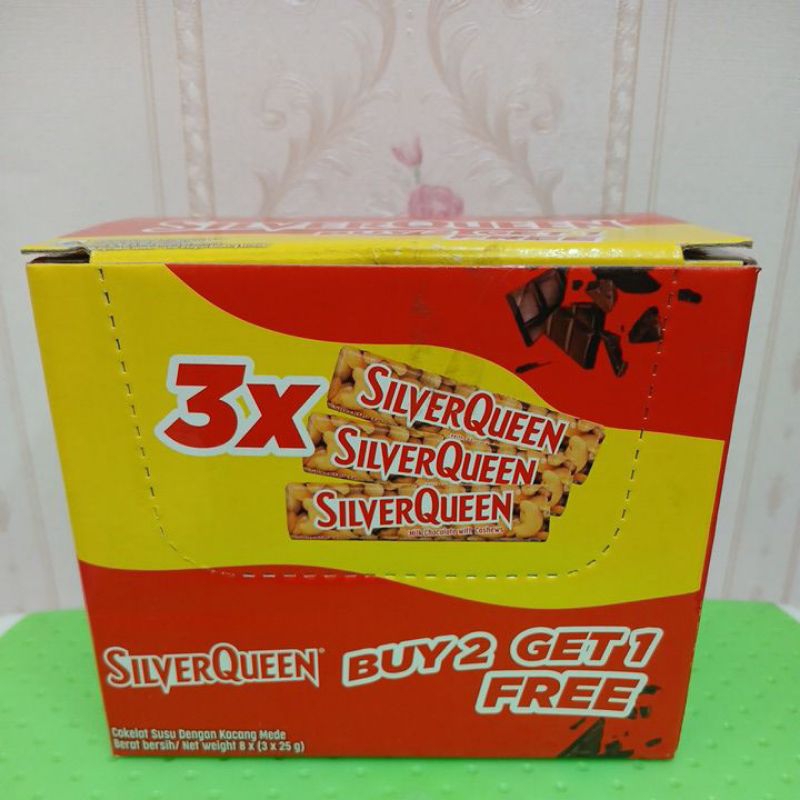 SILVERQUEEN
3X
SILVERQUEEN
SILVERQUEEN
SILVERQUEEN
Milk Chocolate with Cashews
SILVERQUEEN
BUY 2 GET 1
FREE
Cokelat Susu Dengan Kacang Mede
Berat bersih/ Net weight 8 x (3 x 25 g)